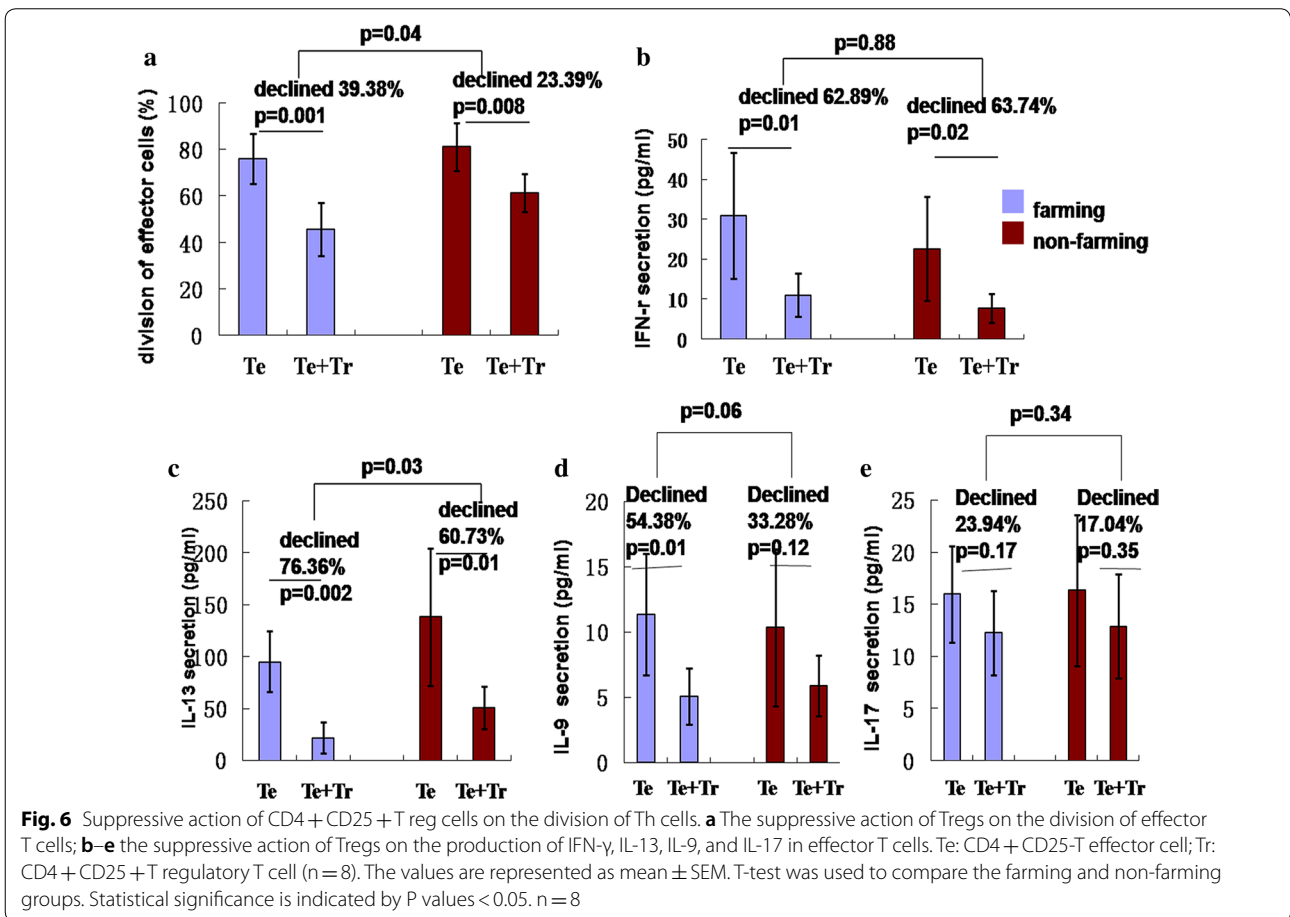 a
p=0.04
declined 39.38%
p=0.001
declined 23.39%
p=0.008
division of effector cells (%)
100
80
60
40
20
0
Te
Te+Tr
Te
Te+Tr
b
p=0.88
declined 62.89%
p=0.01
declined 63.74%
p=0.02
IFN-r secretion (pg/ml)
50
40
30
20
10
0
Te
Te+Tr
Te
Te+Tr
farming
non-farming
c
p=0.03
declined
76.36%
p=0.002
declined
60.73%
p=0.01
IL-13 secretion (pg/ml)
250
200
150
100
50
0
Te
Te+Tr
Te
Te+Tr
d
p=0.06
Declined
54.38%
p=0.01
Declined
33.28%
p=0.12
IL-9 secretion (pg/ml)
20
15
10
5
0
Te
Te+Tr
Te
Te+Tr
e
p=0.34
Declined
23.94%
p=0.17
Declined
17.04%
p=0.35
IL-17 secretion (pg/ml)
25
20
15
10
5
0
Te
Te+Tr
Te
Te+Tr
Fig. 6 Suppressive action of CD4+CD25+T reg cells on the division of Th cells. a The suppressive action of Tregs on the division of effector
T cells; b–e the suppressive action of Tregs on the production of IFN-γ, IL-13, IL-9, and IL-17 in effector T cells. Te: CD4+CD25-T effector cell; Tr:
CD4+CD25+T regulatory T cell (n=8). The values are represented as mean±SEM. T-test was used to compare the farming and non-farming
groups. Statistical significance is indicated by P values<0.05. n=8